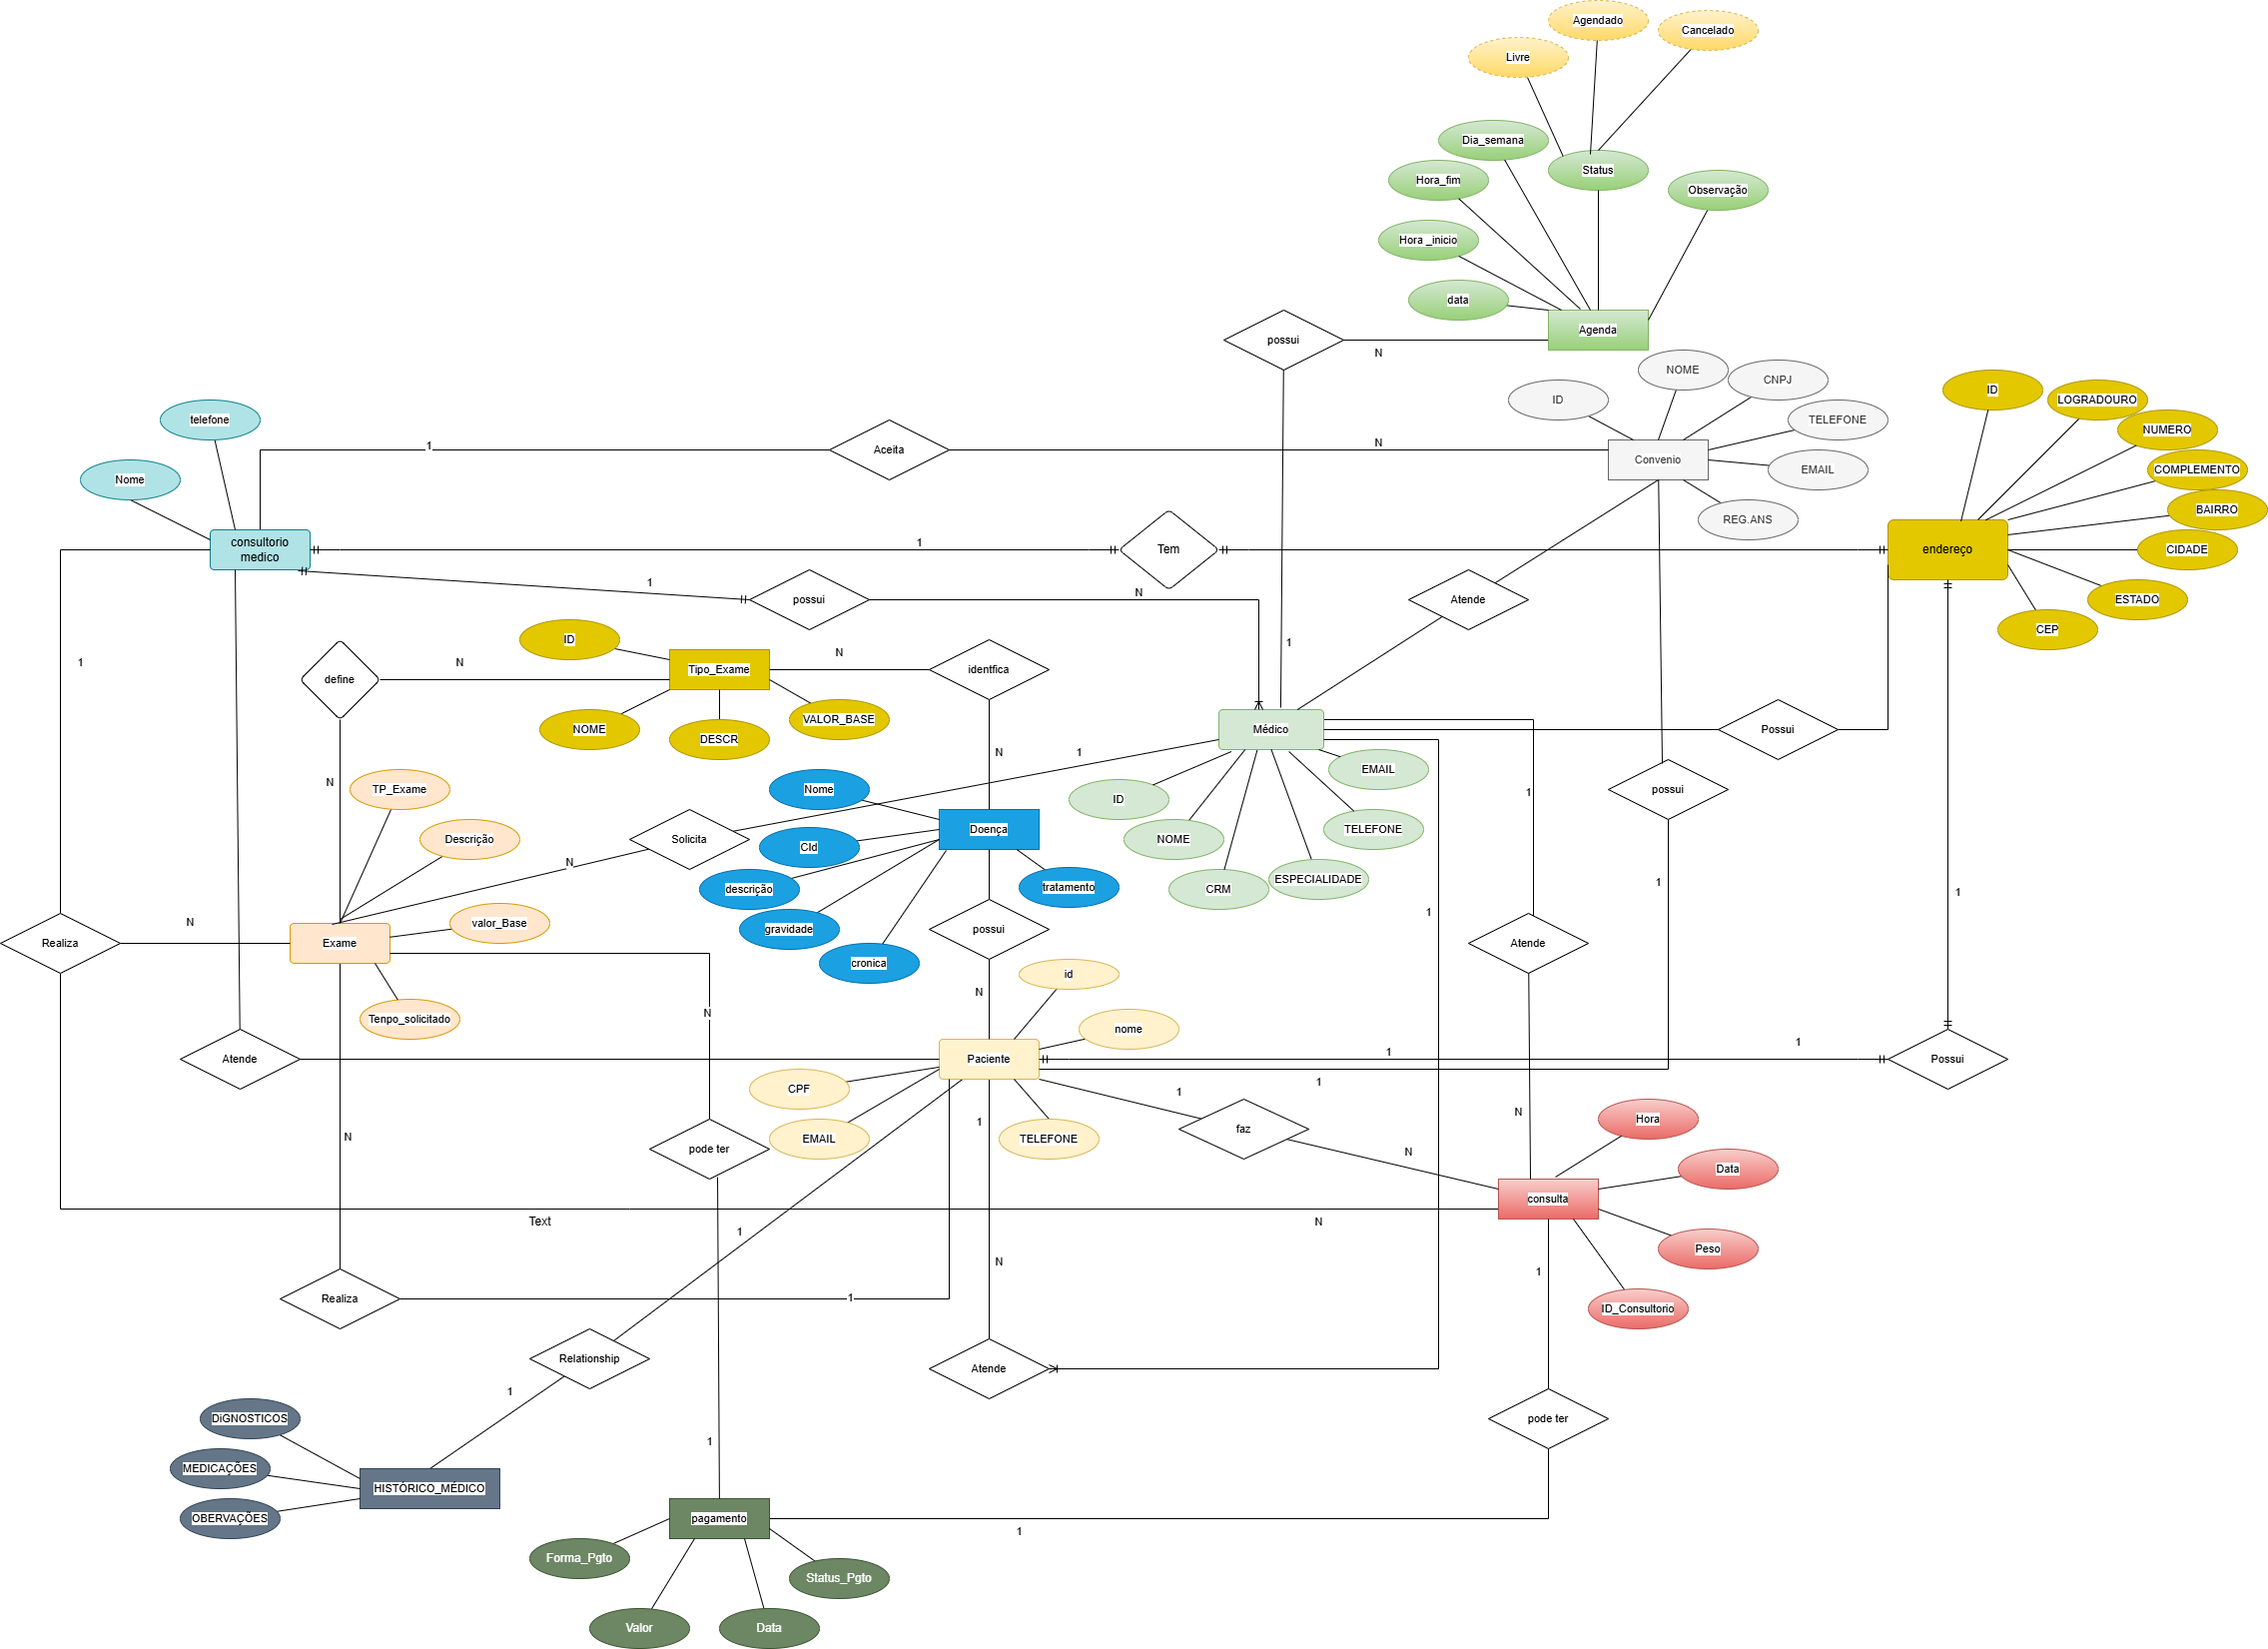 Agendado
Cancelado
Livre
Dia_semana
Status
Hora_fim
Observação
Hora _inicio
data
Agenda
possui
N
NOME
CNPJ
ID
TELEFONE
Convenio
EMAIL
REG.ANS
ID
LOGRADOURO
NUMERO
COMPLEMENTO
BAIRRO
endereço
CIDADE
ESTADO
CEP
telefone
Nome
1
Aceita
N
consultorio
medico
1
Tem
1
possui
N
Atende
1
1
ID
Tipo_Exame
N
identfica
define
N
NOME
DESCR
VALOR_BASE
Médico
Possui
N
N
1
EMAIL
ID
NOME
TELEFONE
CRM
ESPECIALIDADE
possui
1
TP_Exame
Descrição
valor_Base
Exame
Tenpo_solicitado
Solicita
N
Nome
Doença
CId
descrição
tratamento
gravidade
cronica
possui
N
1
1
1
Atende
Realiza
N
N
id
nome
Atende
Paciente
1
1
1
Possui
CPF
EMAIL
TELEFONE
1
N
pode ter
1
faz
N
N
Hora
Data
consulta
Peso
ID_Consultorio
Text
1
N
N
1
Realiza
1
Relationship
1
Atende
pode ter
DiGNOSTICOS
MEDICAÇÕES
HISTÓRICO_MÉDICO
OBERVAÇÕES
1
pagamento
1
Forma_Pgto
Status_Pgto
Valor
Data